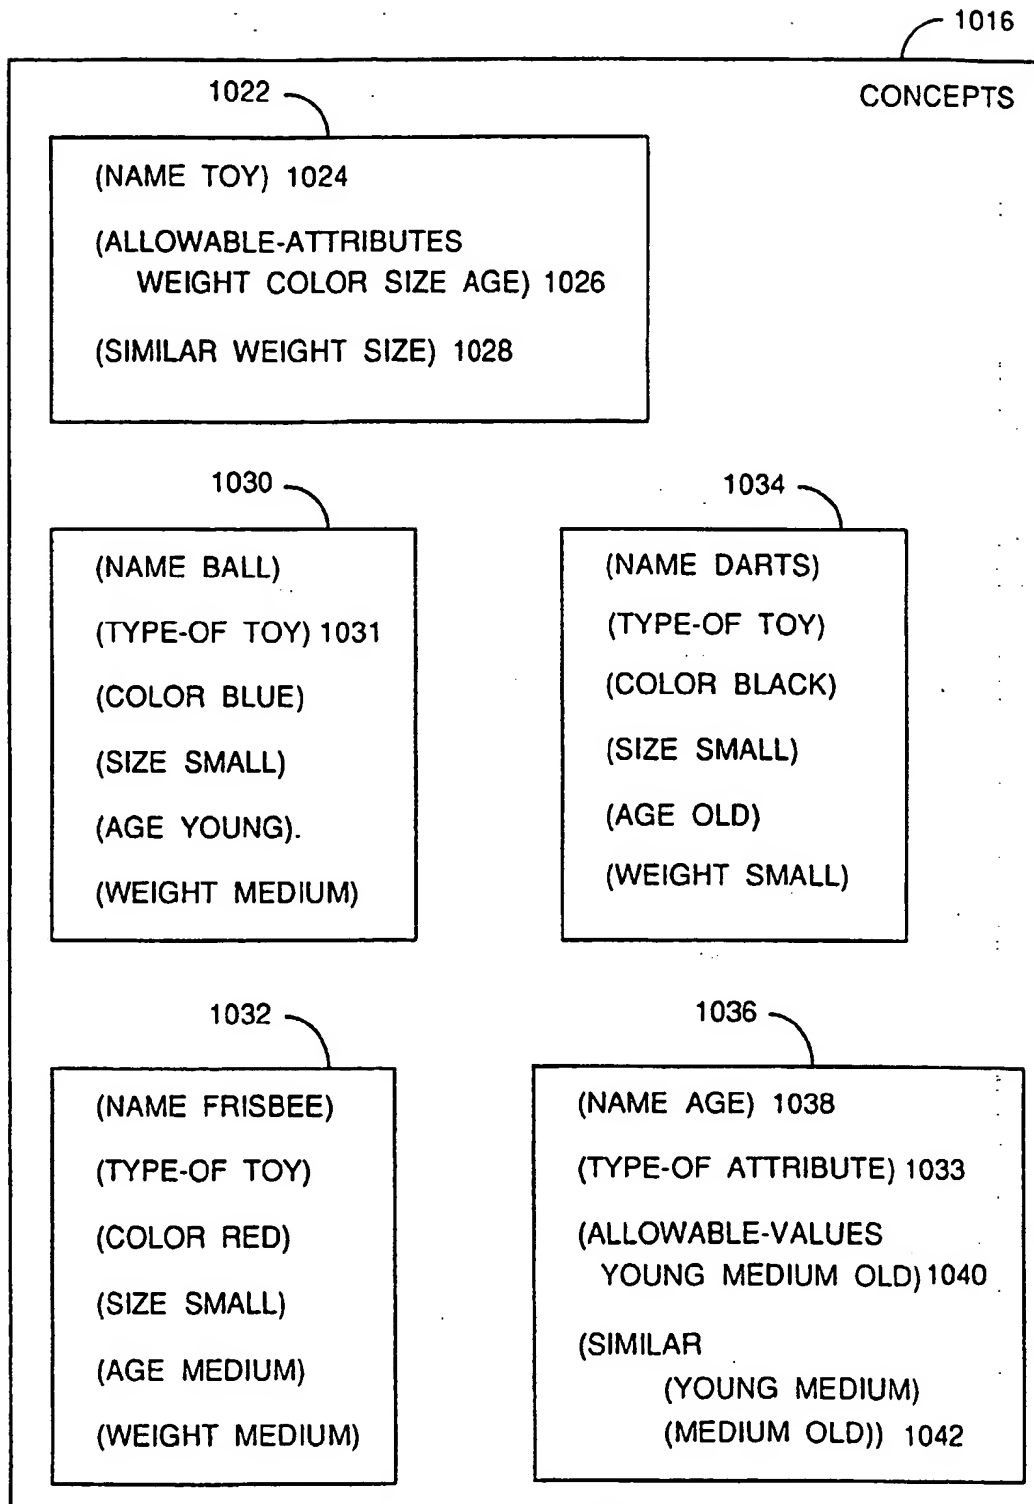 1016
CONCEPTS
1022
(NAME TOY) 1024
(ALLOWABLE-ATTRIBUTES
WEIGHT COLOR SIZE AGE) 1026
(SIMILAR WEIGHT SIZE) 1028
1030
(NAME BALL)
(TYPE-OF TOY) 1031
(COLOR BLUE)
(SIZE SMALL)
(AGE YOUNG).
(WEIGHT MEDIUM)
1034
(NAME DARTS)
(TYPE-OF TOY)
(COLOR BLACK)
(SIZE SMALL)
(AGE OLD)
(WEIGHT SMALL)
1032
(NAME FRISBEE)
(TYPE-OF TOY)
(COLOR RED)
(SIZE SMALL)
(AGE MEDIUM)
(WEIGHT MEDIUM)
1036
(NAME AGE) 1038
(TYPE-OF ATTRIBUTE) 1033
(ALLOWABLE-VALUES
YOUNG MEDIUM OLD) 1040
(SIMILAR
(YOUNG MEDIUM)
(MEDIUM OLD)) 1042